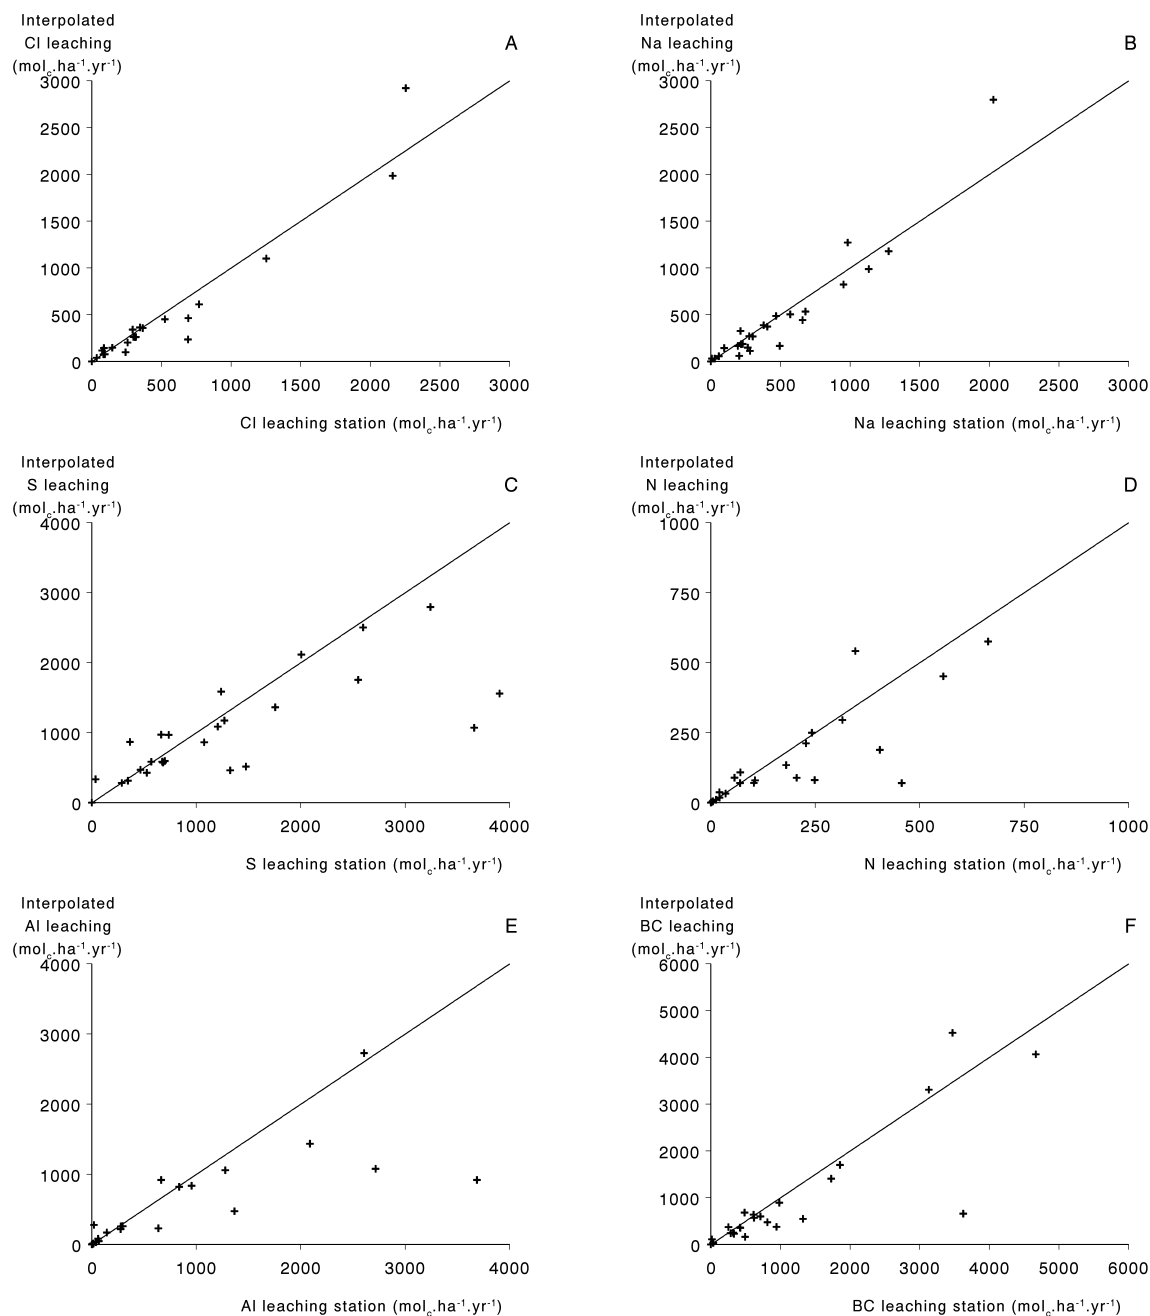 Interpolated
Cl leaching
(molc.ha-1.yr-1)
A
3000
2500
2000
1500
1000
500
0
0 500 1000 1500 2000 2500 3000
Cl leaching station (molc.ha-1.yr-1)
Interpolated
Na leaching
(molc.ha-1.yr-1)
B
3000
2500
2000
1500
1000
500
0
0 500 1000 1500 2000 2500 3000
Na leaching station (molc.ha-1.yr-1)
Interpolated
S leaching
(molc.ha-1.yr-1)
C
4000
3000
2000
1000
0
0 1000 2000 3000 4000
S leaching station (molc.ha-1.yr-1)
Interpolated
N leaching
(molc.ha-1.yr-1)
D
1000
750
500
250
0
0 250 500 750 1000
N leaching station (molc.ha-1.yr-1)
Interpolated
Al leaching
(molc.ha-1.yr-1)
E
4000
3000
2000
1000
0
0 1000 2000 3000 4000
Al leaching station (molc.ha-1.yr-1)
Interpolated
BC leaching
(molc.ha-1.yr-1)
F
6000
5000
4000
3000
2000
1000
0
0 1000 2000 3000 4000 5000 6000
BC leaching station (molc.ha-1.yr-1)